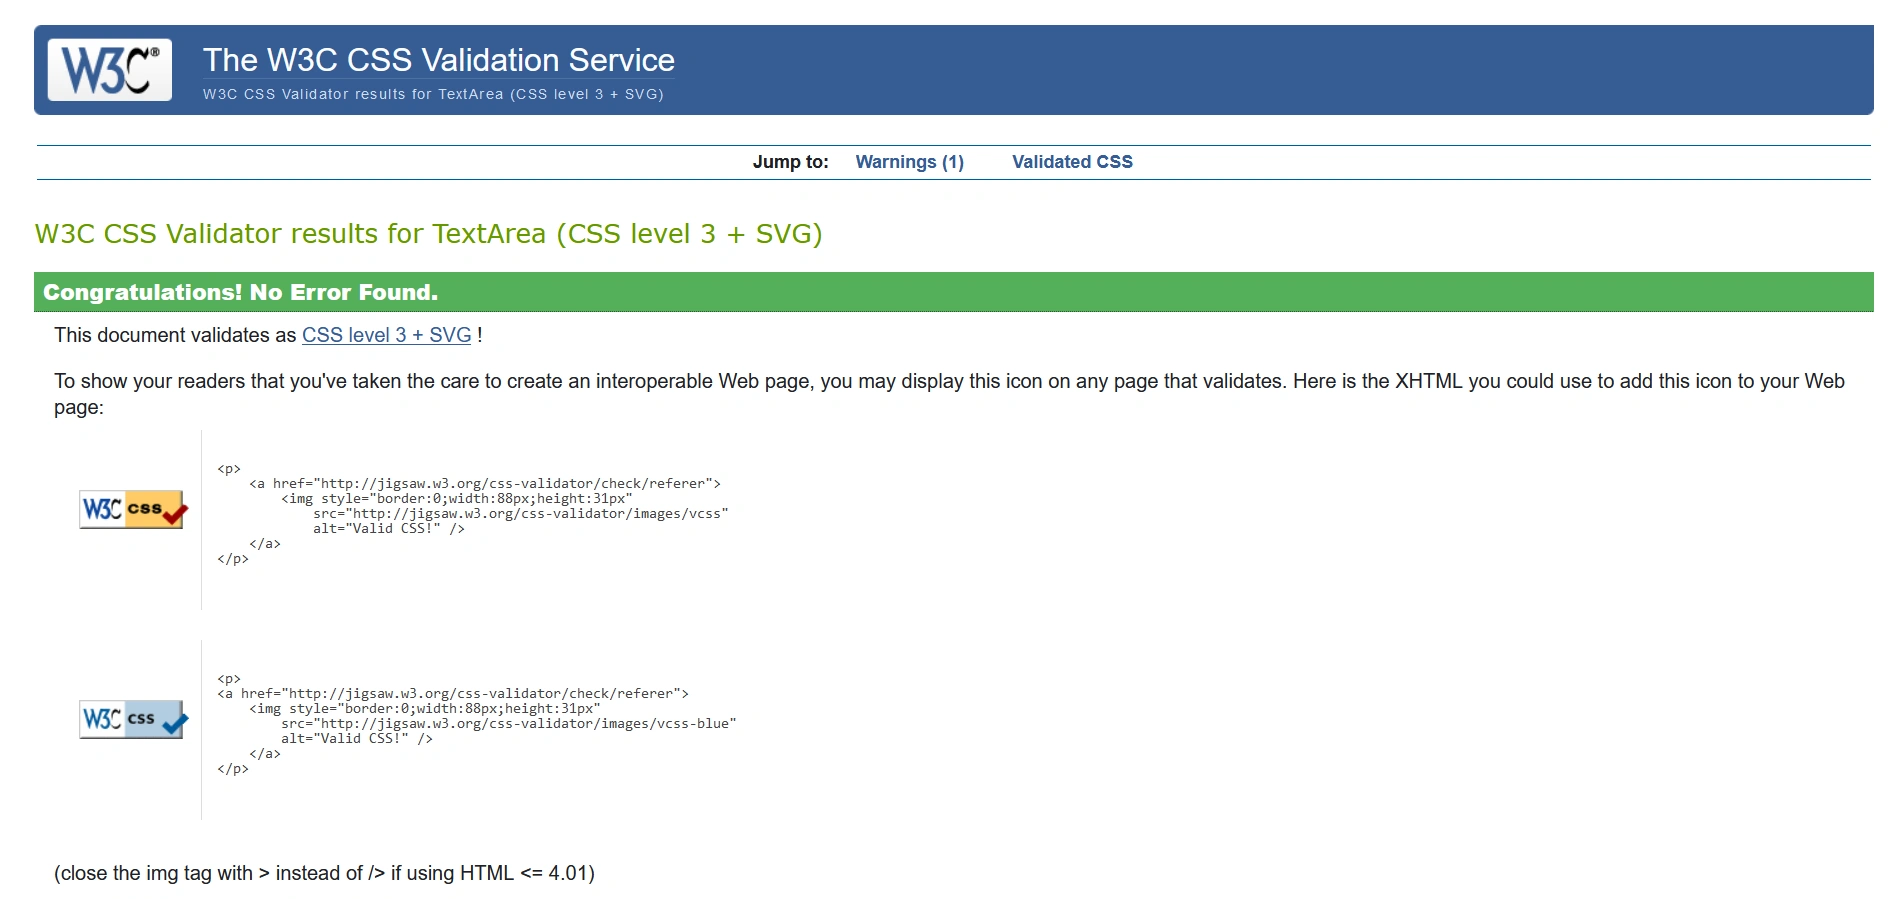 W3C®
The W3C CSS Validation Service
W3C CSS Validator results for TextArea (CSS level 3 + SVG)
Jump to: Warnings (1) Validated CSS
W3C CSS Validator results for TextArea (CSS level 3 + SVG)
Congratulations! No Error Found.
This document validates as CSS level 3 + SVG !
To show your readers that you've taken the care to create an interoperable Web page, you may display this icon on any page that validates. Here is the XHTML you could use to add this icon to your Web
page:
<p>
    <a href="http://jigsaw.w3.org/css-validator/check/referer">
        <img style="border:0;width:88px;height:31px"
            src="http://jigsaw.w3.org/css-validator/images/vcss"
            alt="Valid CSS!" />
    </a>
</p>
W3C css
<p>
<a href="http://jigsaw.w3.org/css-validator/check/referer">
    <img style="border:0;width:88px;height:31px"
        src="http://jigsaw.w3.org/css-validator/images/vcss-blue"
        alt="Valid CSS!" />
    </a>
</p>
W3C css
(close the img tag with > instead of /> if using HTML <= 4.01)